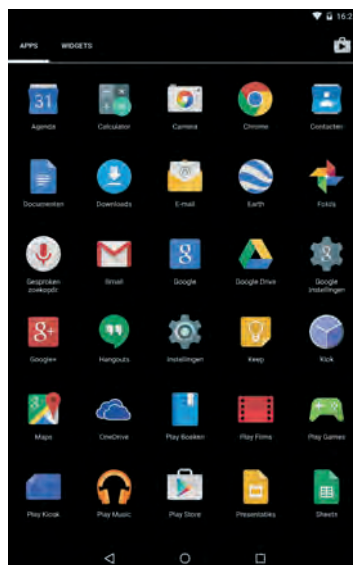 16:2
APPS WIDGETS
31
Agenda Calculator Camera Chrome Contacten
Documenten Downloads E-mail Earth Foto's
Gesproken zoekopdr. Gmail Google Google Drive Google Instellingen
8+
Google+ Hangouts Instellingen Keep Klok
Maps OneDrive Play Boeken Play Films Play Games
Play Kiosk Play Music Play Store Presentaties Sheets